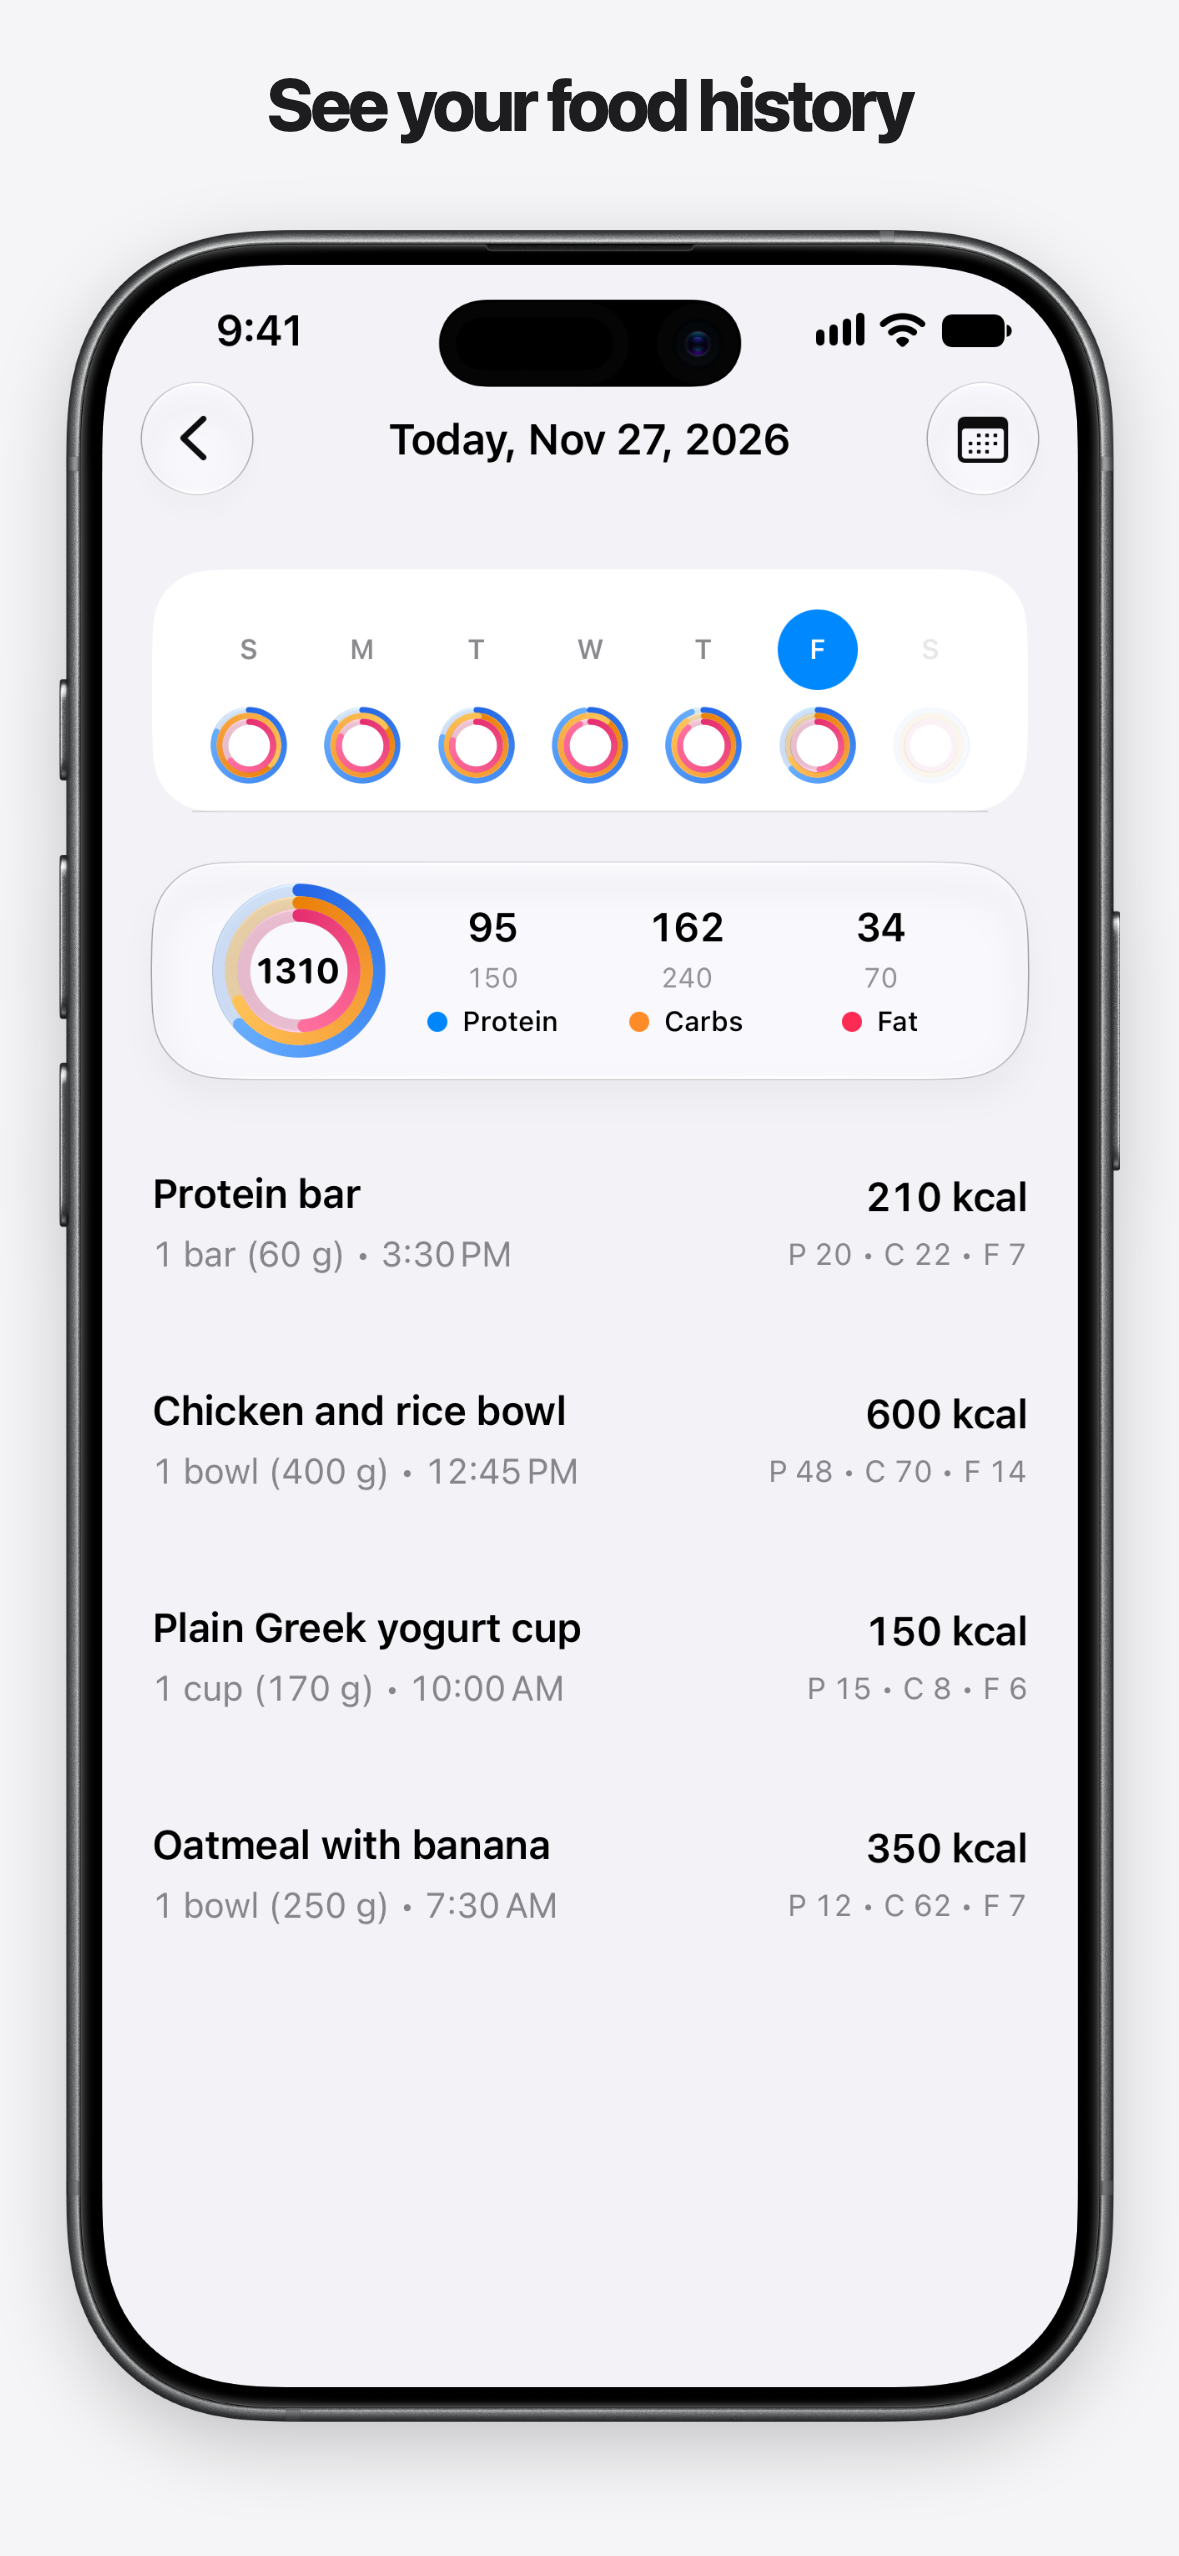 See your food history
9:41
Today, Nov 27, 2026
S M T W T F S
1310
95 162 34
150 240 70
Protein Carbs Fat
Protein bar 210 kcal
1 bar (60 g) • 3:30 PM P 20 • C 22 • F 7
Chicken and rice bowl 600 kcal
1 bowl (400 g) • 12:45 PM P 48 • C 70 • F 14
Plain Greek yogurt cup 150 kcal
1 cup (170 g) • 10:00 AM P 15 • C 8 • F 6
Oatmeal with banana 350 kcal
1 bowl (250 g) • 7:30 AM P 12 • C 62 • F 7